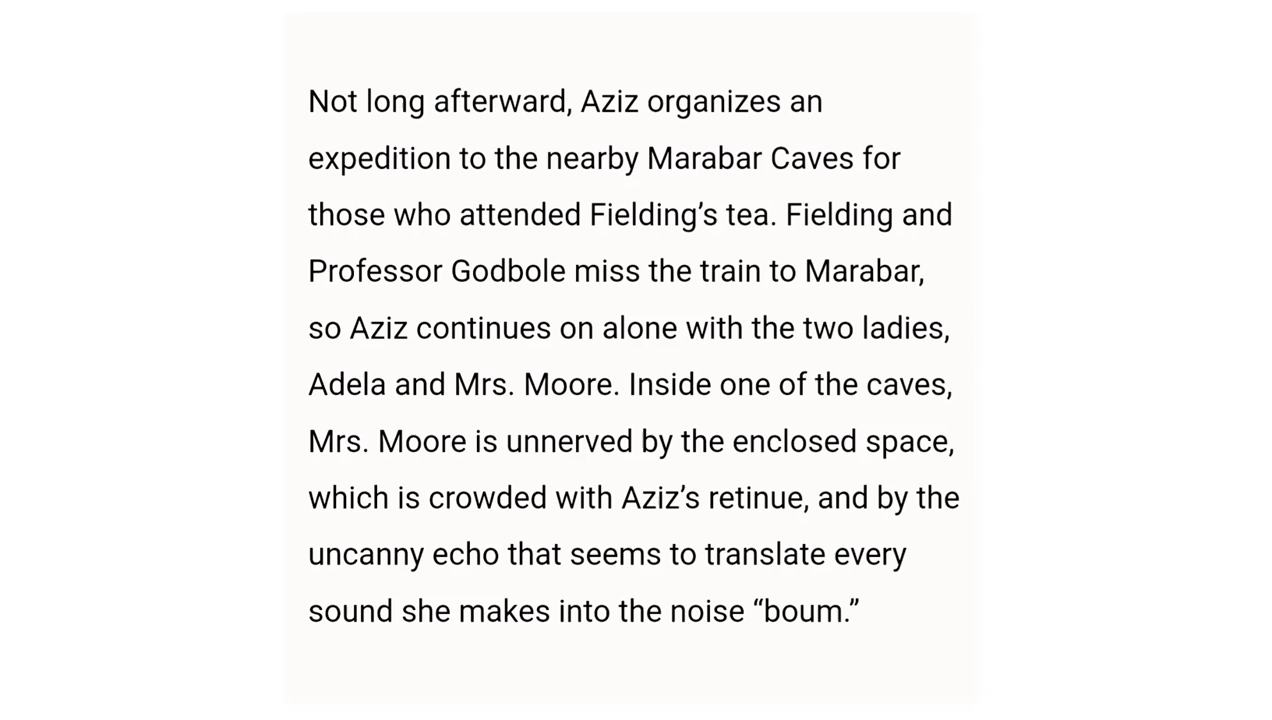 Not long afterward, Aziz organizes an
expedition to the nearby Marabar Caves for
those who attended Fielding’s tea. Fielding and
Professor Godbole miss the train to Marabar,
so Aziz continues on alone with the two ladies,
Adela and Mrs. Moore. Inside one of the caves,
Mrs. Moore is unnerved by the enclosed space,
which is crowded with Aziz’s retinue, and by the
uncanny echo that seems to translate every
sound she makes into the noise “boum.”